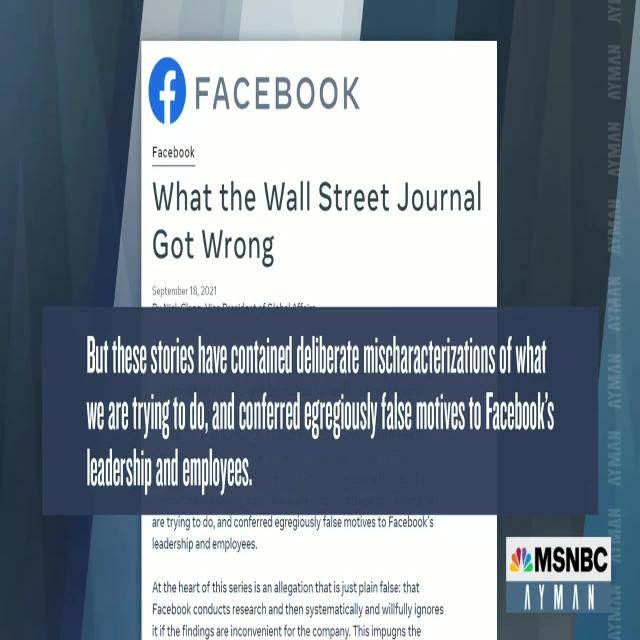 FACEBOOK
Facebook
What the Wall Street Journal
Got Wrong
September 18, 2021
By Nick Clegg, Vice President of Global Affairs
But these stories have contained deliberate mischaracterizations of what
we are trying to do, and conferred egregiously false motives to Facebook's
leadership and employees.
are trying to do, and conferred egregiously false motives to Facebook's
leadership and employees.
At the heart of this series is an allegation that is just plain false: that
Facebook conducts research and then systematically and willfully ignores
it if the findings are inconvenient for the company. This impugns the
MSNBC
AYMAN
AYMAN
AYMAN
AYMAN
AYMAN
AYMAN
AYMAN
AYMAN